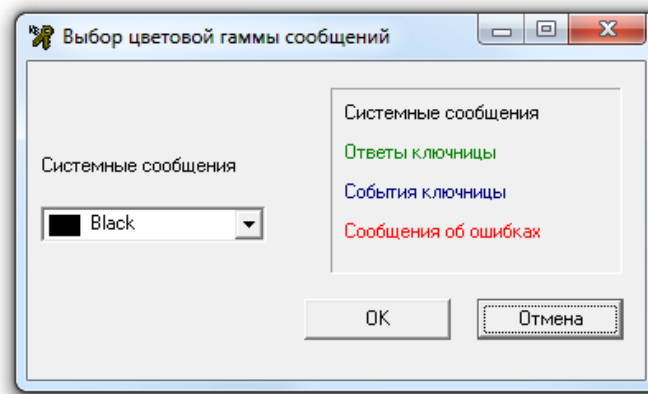 Выбор цветовой гаммы сообщений
Системные сообщения
Black
Системные сообщения
Ответы ключницы
События ключницы
Сообщения об ошибках
OK
Отмена